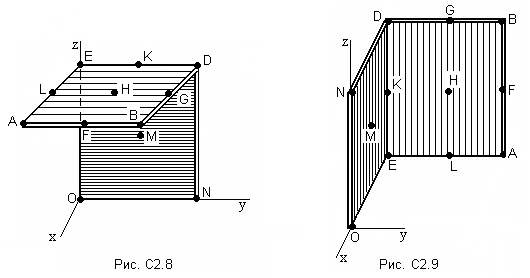 z E K D
L H G
A F B M
O N
x y
Рис. С2.8
D G B
z
N K H F
M
E L A
O
x y
Рис. С2.9